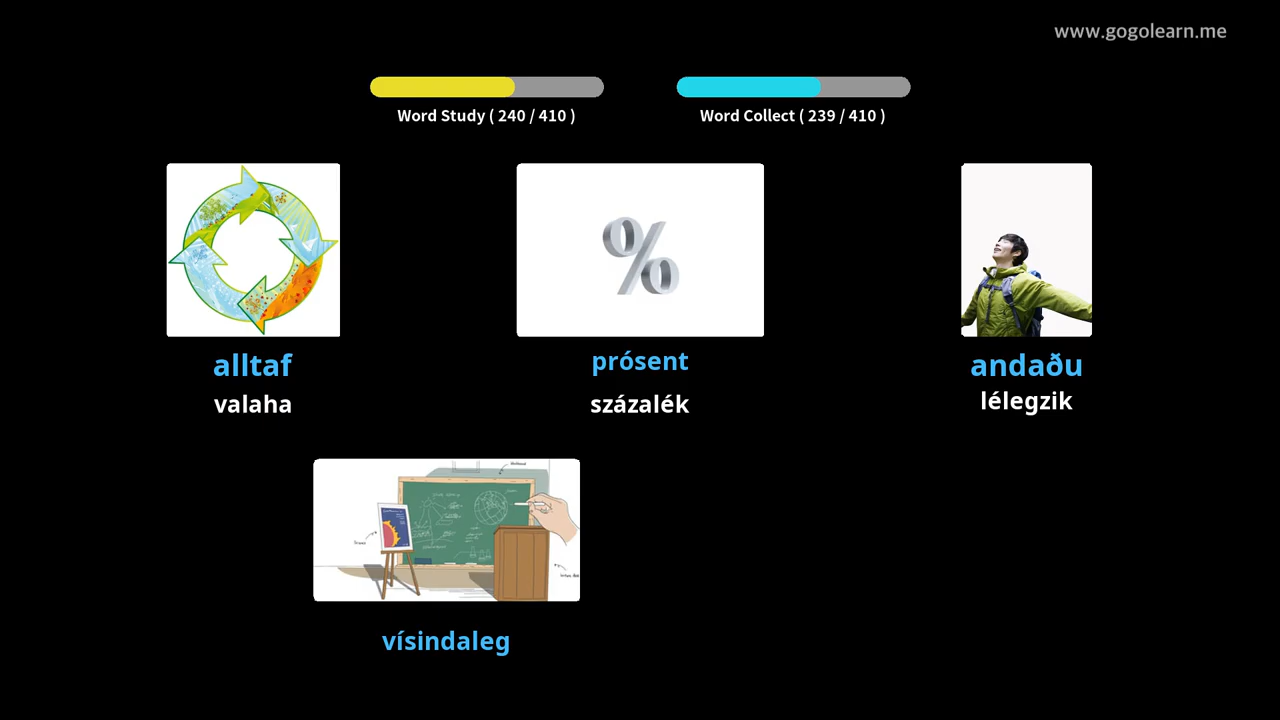 www.gogolearn.me
Word Study ( 240 / 410 )
Word Collect ( 239 / 410 )
alltaf
valaha
prósent
százalék
andaðu
lélegzik
vísindaleg